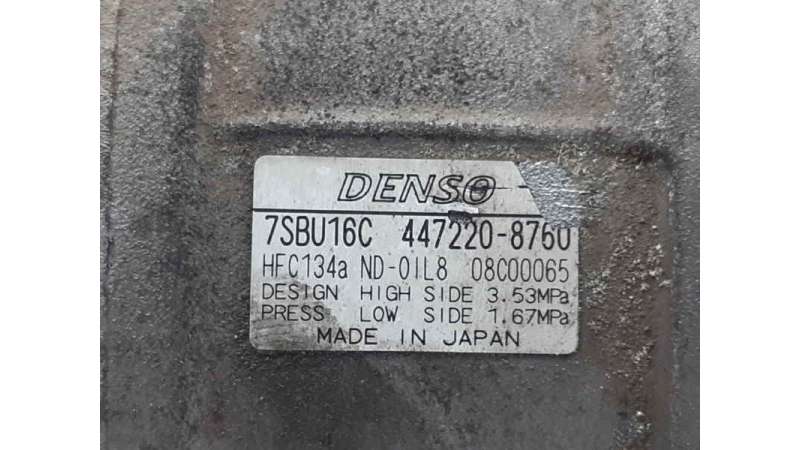 DENSO
7SBU16C 447220-8760
HFC134a ND-OIL8 08C00065
DESIGN HIGH SIDE 3.53MPa
PRESS LOW SIDE 1.67MPa
MADE IN JAPAN